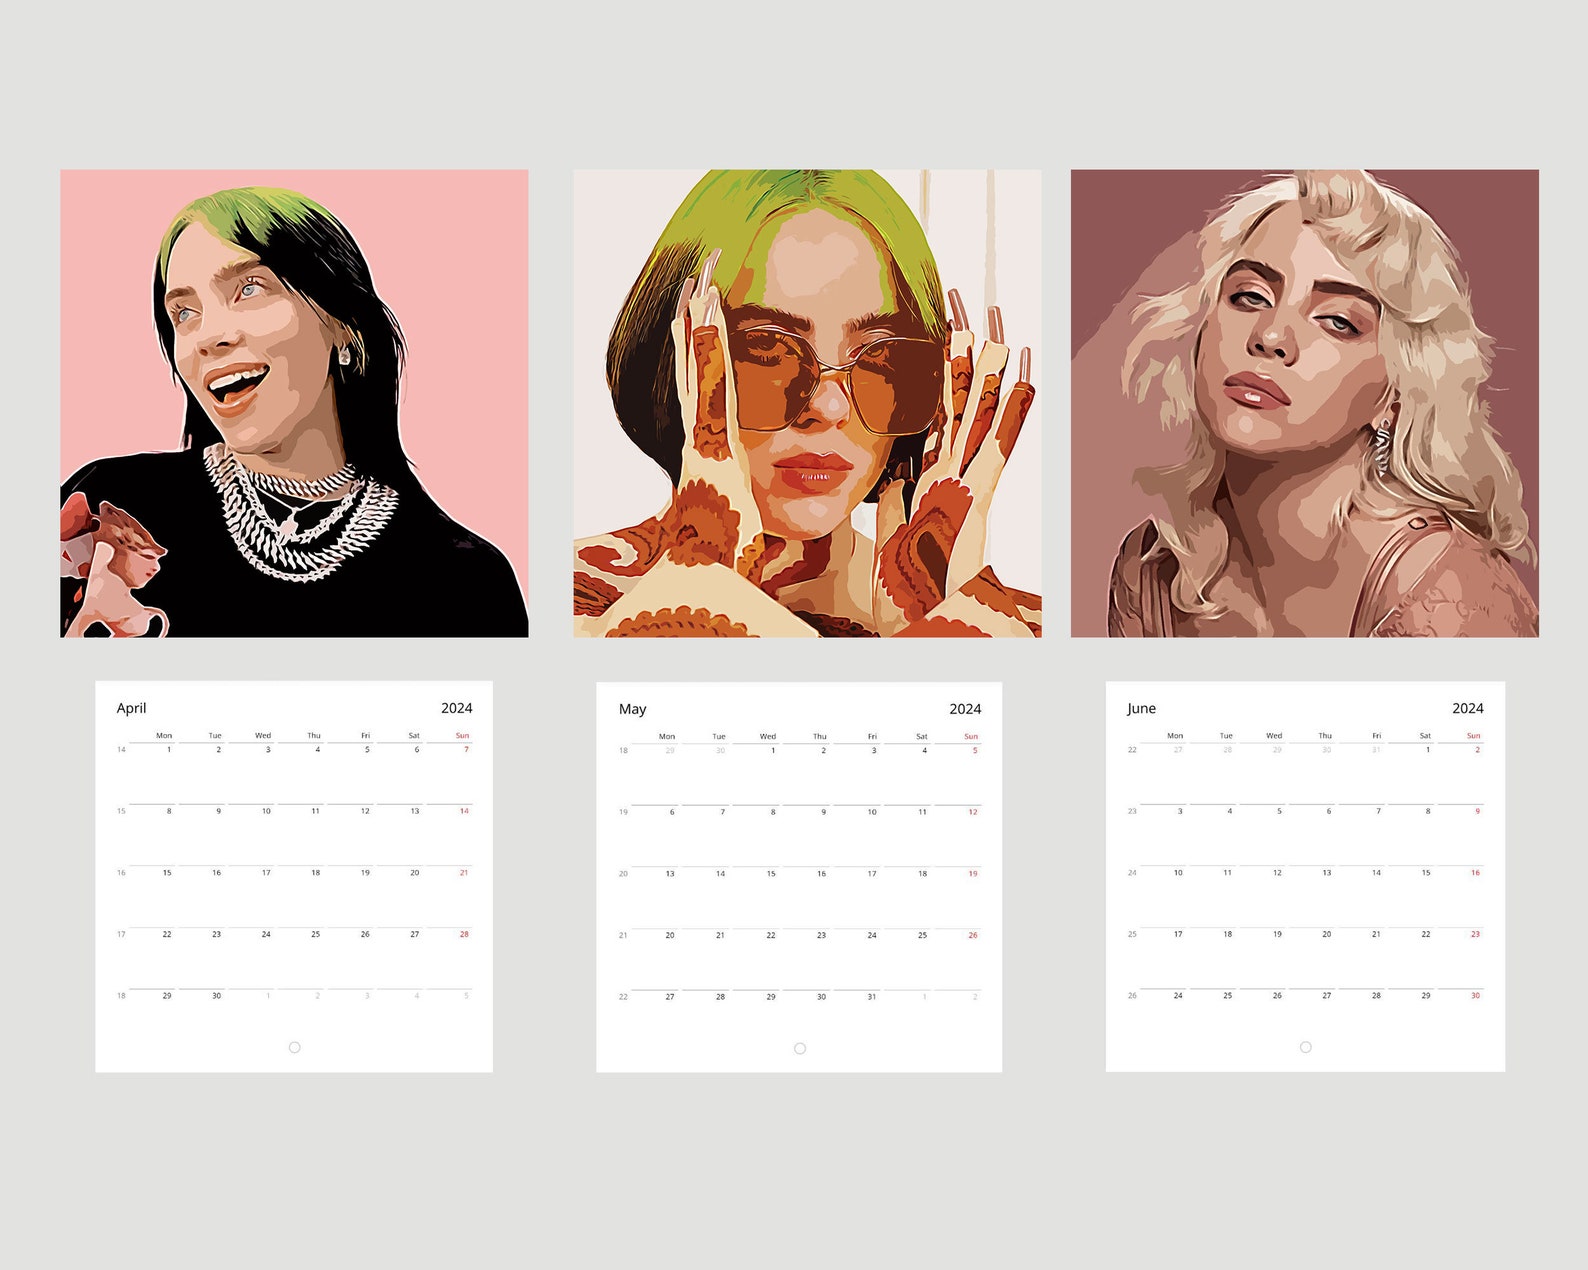 April 2024
Mon Tue Wed Thu Fri Sat Sun
14 1 2 3 4 5 6 7
15 8 9 10 11 12 13 14
16 15 16 17 18 19 20 21
17 22 23 24 25 26 27 28
18 29 30 1 2 3 4 5
May 2024
Mon Tue Wed Thu Fri Sat Sun
18 29 30 1 2 3 4 5
19 6 7 8 9 10 11 12
20 13 14 15 16 17 18 19
21 20 21 22 23 24 25 26
22 27 28 29 30 31 1 2
June 2024
Mon Tue Wed Thu Fri Sat Sun
22 27 28 29 30 31 1 2
23 3 4 5 6 7 8 9
24 10 11 12 13 14 15 16
25 17 18 19 20 21 22 23
26 24 25 26 27 28 29 30